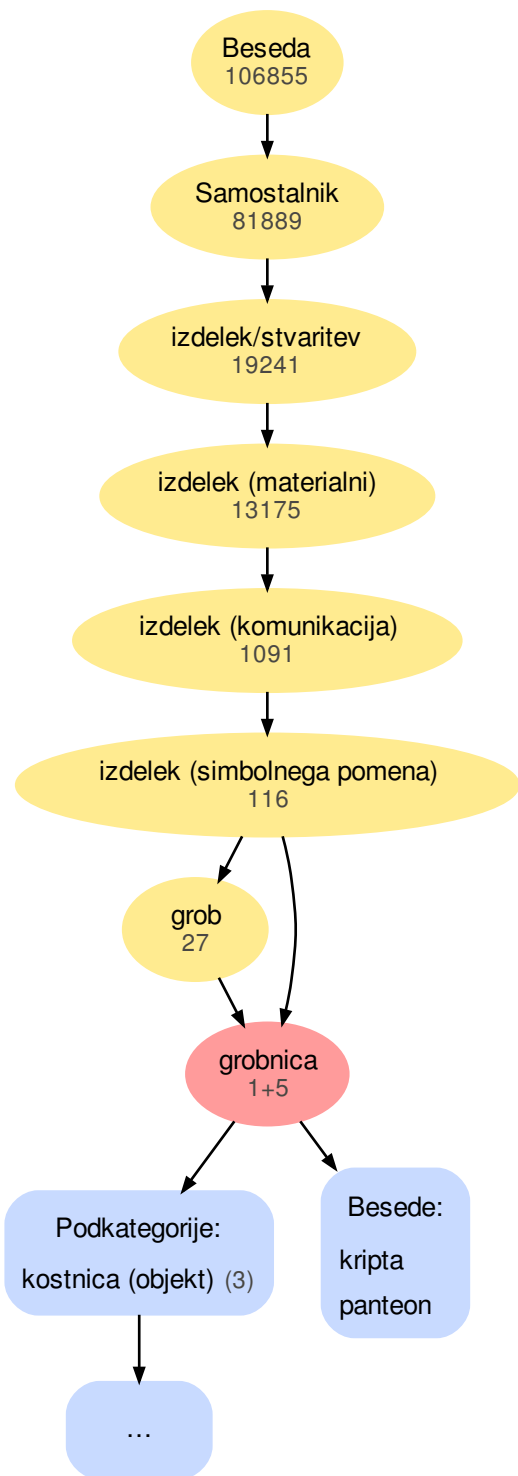 Beseda
106855
Samostalnik
81889
izdelek/stvaritev
19241
izdelek (materialni)
13175
izdelek (komunikacija)
1091
izdelek (simbolnega pomena)
116
grob
27
grobnica
1+5
Podkategorije:
kostnica (objekt) (3)
Besede:
kripta
panteon
…